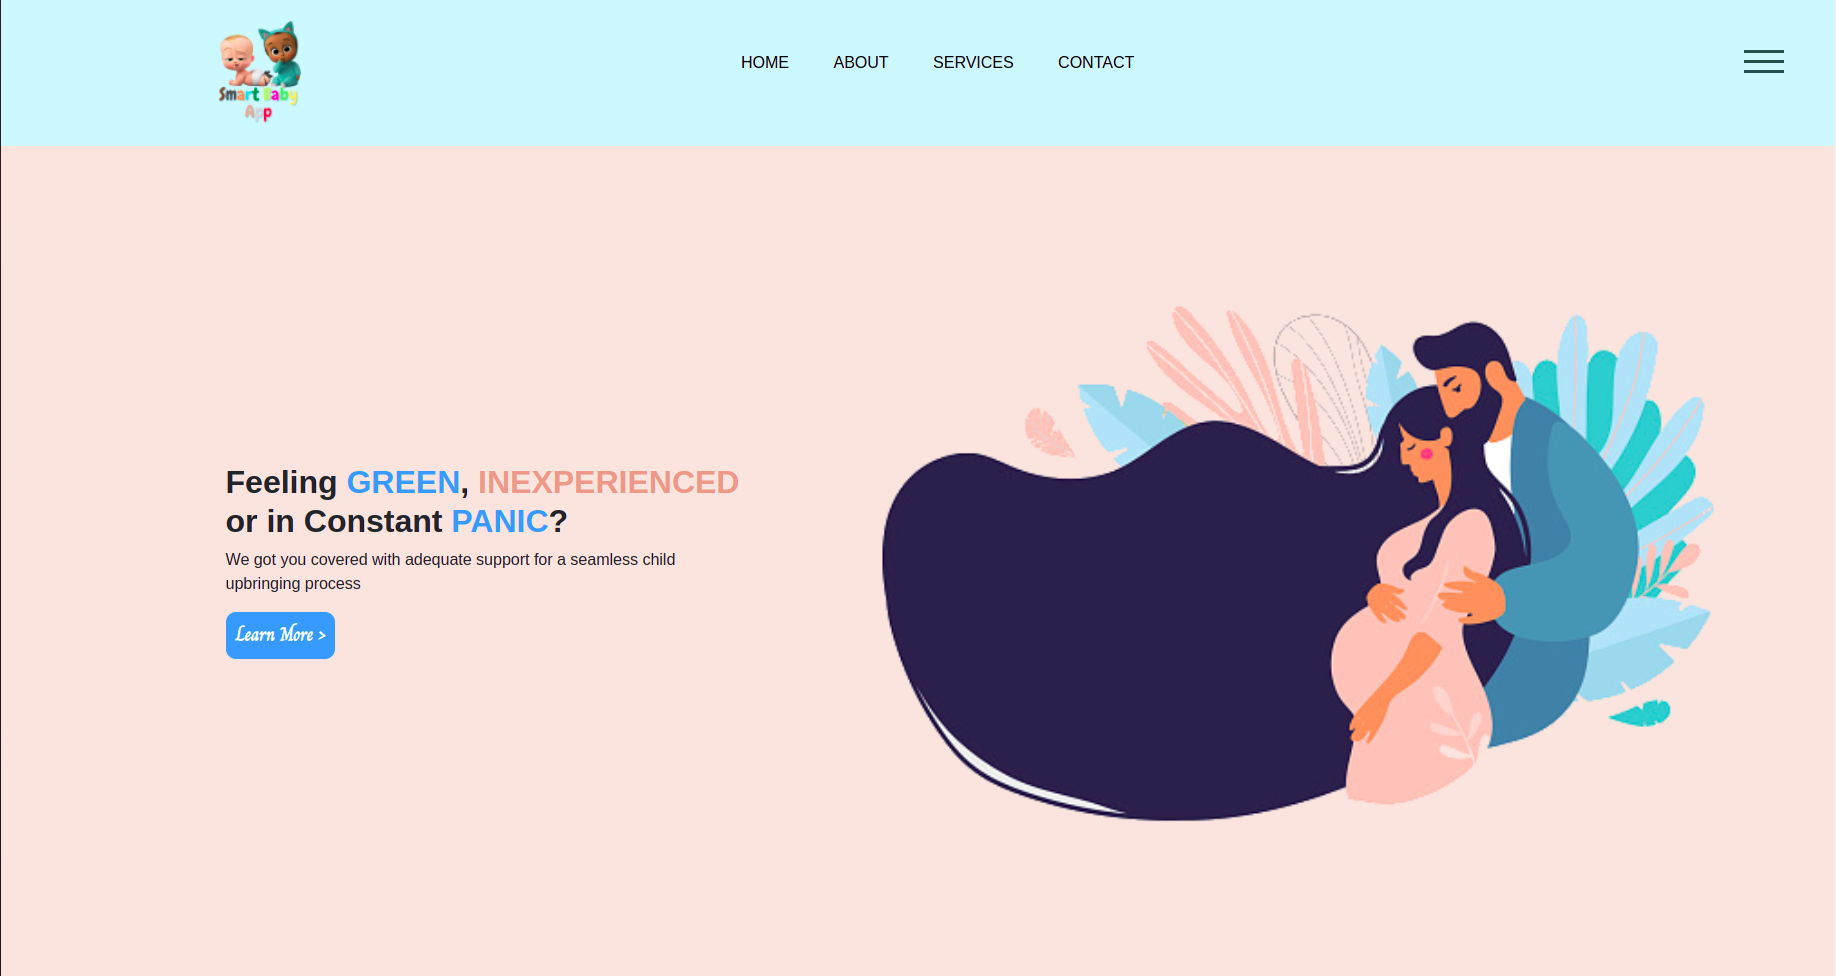 Smart Baby
App
HOME ABOUT SERVICES CONTACT
Feeling GREEN, INEXPERIENCED
or in Constant PANIC?
We got you covered with adequate support for a seamless child
upbringing process
Learn More >